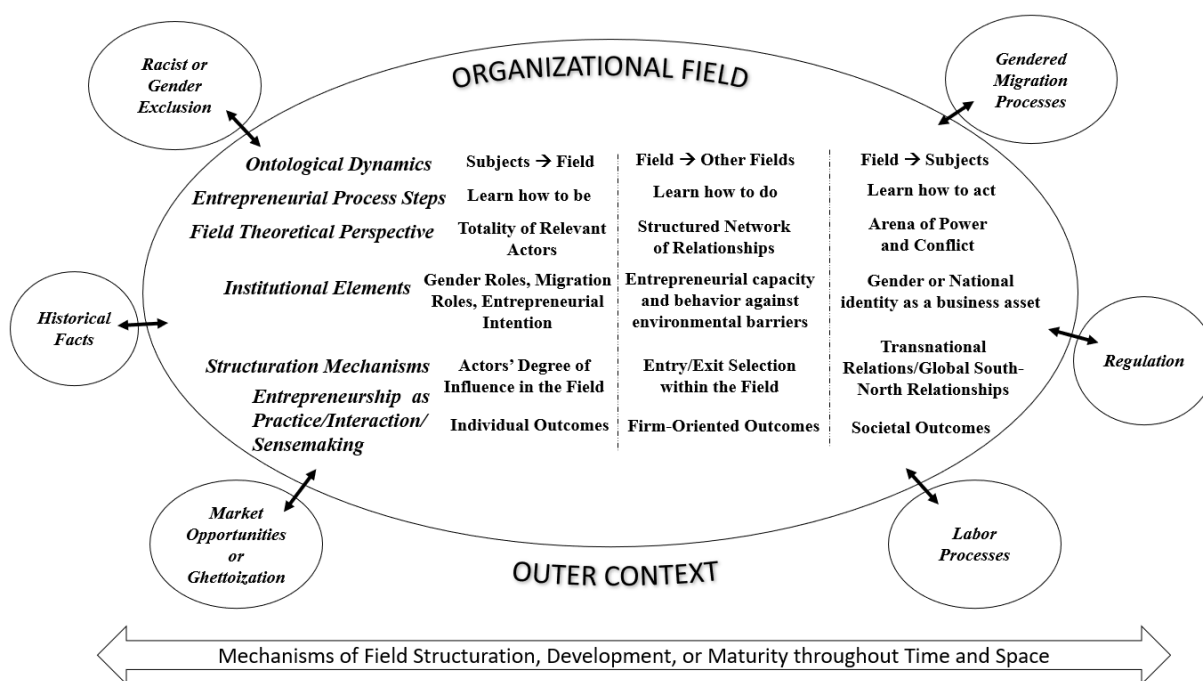 ORGANIZATIONAL FIELD
Racist or
Gender
Exclusion
Gendered
Migration
Processes
Ontological Dynamics
Subjects → Field
Field → Other Fields
Field → Subjects
Entrepreneurial Process Steps
Learn how to be
Learn how to do
Learn how to act
Field Theoretical Perspective
Totality of Relevant
Actors
Structured Network
of Relationships
Arena of Power
and Conflict
Institutional Elements
Gender Roles, Migration
Roles, Entrepreneurial
Intention
Entrepreneurial capacity
and behavior against
environmental barriers
Gender or National
identity as a business asset
Historical
Facts
Regulation
Structuration Mechanisms
Actors' Degree of
Influence in the Field
Entry/Exit Selection
within the Field
Transnational
Relations/Global South-
North Relationships
Entrepreneurship as
Practice/Interaction/
Sensemaking
Individual Outcomes
Firm-Oriented Outcomes
Societal Outcomes
Market
Opportunities
or
Ghettoization
Labor
Processes
OUTER CONTEXT
Mechanisms of Field Structuration, Development, or Maturity throughout Time and Space